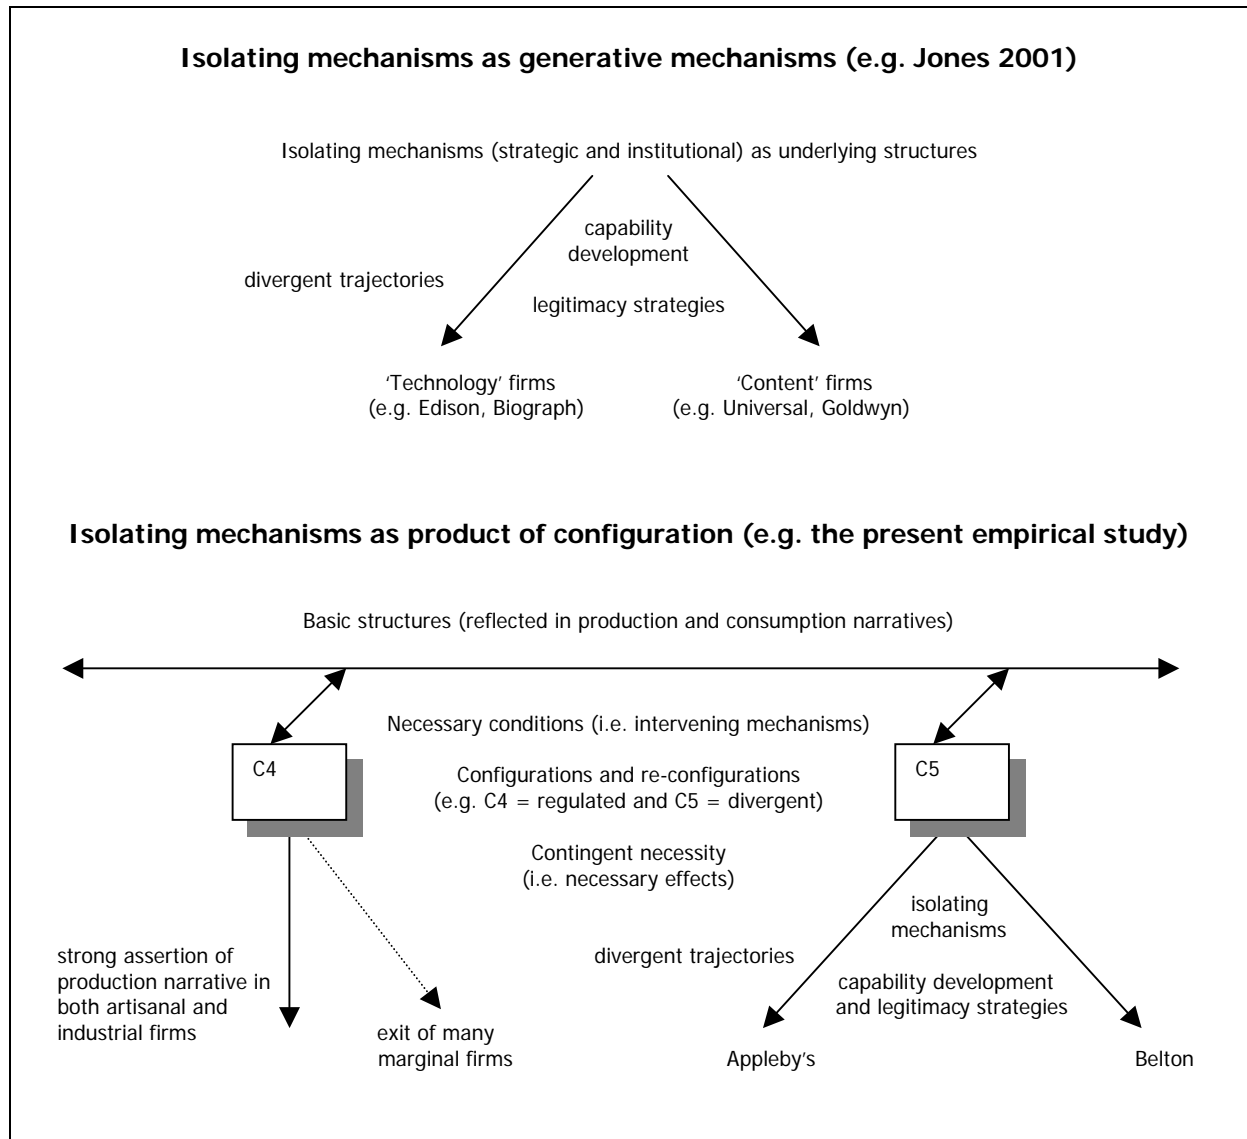 Isolating mechanisms as generative mechanisms (e.g. Jones 2001)
Isolating mechanisms (strategic and institutional) as underlying structures
capability
development
divergent trajectories
legitimacy strategies
‘Technology’ firms
(e.g. Edison, Biograph)
‘Content’ firms
(e.g. Universal, Goldwyn)
Isolating mechanisms as product of configuration (e.g. the present empirical study)
Basic structures (reflected in production and consumption narratives)
Necessary conditions (i.e. intervening mechanisms)
C4
C5
Configurations and re-configurations
(e.g. C4 = regulated and C5 = divergent)
Contingent necessity
(i.e. necessary effects)
strong assertion of
production narrative in
both artisanal and
industrial firms
exit of many
marginal firms
divergent trajectories
isolating
mechanisms
capability development
and legitimacy strategies
Appleby’s
Belton